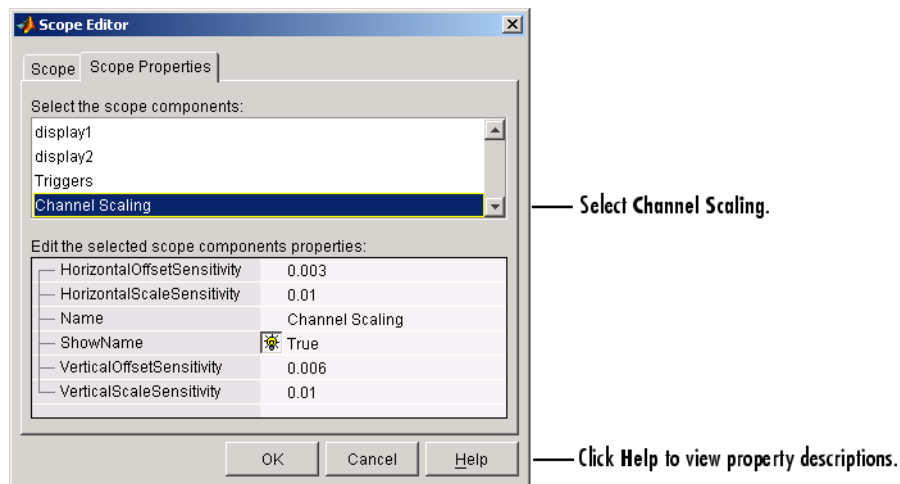 Scope Editor
Scope Scope Properties
Select the scope components:
display1
display2
Triggers
Channel Scaling
Select Channel Scaling.
Edit the selected scope components properties:
HorizontalOffsetSensitivity 0.003
HorizontalScaleSensitivity 0.01
Name Channel Scaling
ShowName True
VerticalOffsetSensitivity 0.006
VerticalScaleSensitivity 0.01
OK Cancel Help
Click Help to view property descriptions.